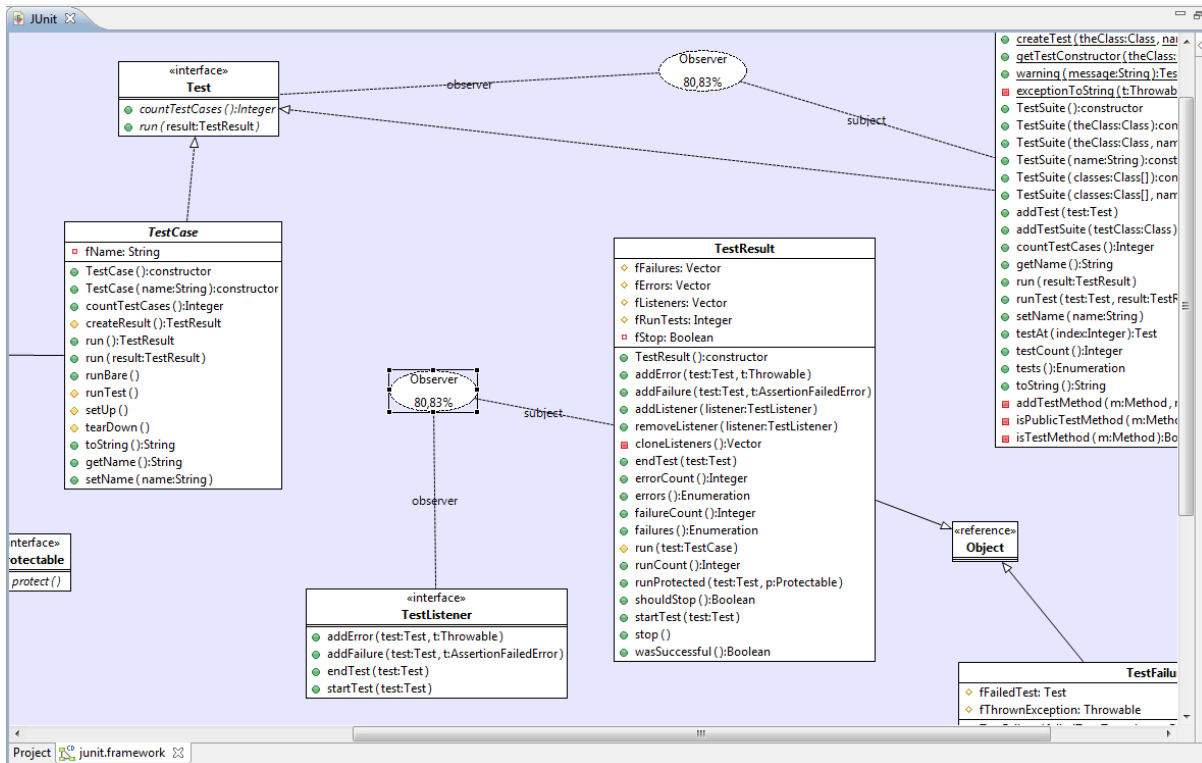 JUnit
«interface»
Test
countTestCases ():Integer
run (result:TestResult)
observer
Observer
80,83%
subject
createTest (theClass:Class, nai
getTestConstructor (theClass:
warning (message:String):Tes
exceptionToString (t:Throwab
TestSuite ():constructor
TestSuite (theClass:Class):con
TestSuite (theClass:Class, nam
TestSuite (name:String):const
TestSuite (classes:Class[]):con
TestSuite (classes:Class[], nam
addTest (test:Test)
addTestSuite (testClass:Class)
countTestCases ():Integer
getName ():String
run (result:TestResult)
runTest (test:Test, result:TestR
setName (name:String)
testAt (index:Integer):Test
testCount ():Integer
tests ():Enumeration
toString ():String
addTestMethod (m:Method, r
isPublicTestMethod (m:Metho
isTestMethod (m:Method):Bo
TestCase
fName: String
TestCase ():constructor
TestCase (name:String):constructor
countTestCases ():Integer
createResult ():TestResult
run ():TestResult
run (result:TestResult)
runBare ()
runTest ()
setUp ()
tearDown ()
toString ():String
getName ():String
setName (name:String)
Observer
80,83%
subject
observer
TestResult
fFailures: Vector
fErrors: Vector
fListeners: Vector
fRunTests: Integer
fStop: Boolean
TestResult ():constructor
addError (test:Test, t:Throwable)
addFailure (test:Test, t:AssertionFailedError)
addListener (listener:TestListener)
removeListener (listener:TestListener)
cloneListeners ():Vector
endTest (test:Test)
errorCount ():Integer
errors ():Enumeration
failureCount ():Integer
failures ():Enumeration
run (test:TestCase)
runCount ():Integer
runProtected (test:Test, p:Protectable)
shouldStop ():Boolean
startTest (test:Test)
stop ()
wasSuccessful ():Boolean
«reference»
Object
nterface»
otectable
protect ()
«interface»
TestListener
addError (test:Test, t:Throwable)
addFailure (test:Test, t:AssertionFailedError)
endTest (test:Test)
startTest (test:Test)
TestFailu
fFailedTest: Test
fThrownException: Throwable
Project
junit.framework